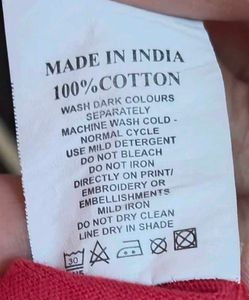 MADE IN INDIA
100%COTTON
WASH DARK COLOURS
SEPARATELY
MACHINE WASH COLD -
NORMAL CYCLE
USE MILD DETERGENT
DO NOT BLEACH
DO NOT IRON
DIRECTLY ON PRINT/
EMBROIDERY OR
EMBELLISHMENTS
MILD IRON
DO NOT DRY CLEAN
LINE DRY IN SHADE
30